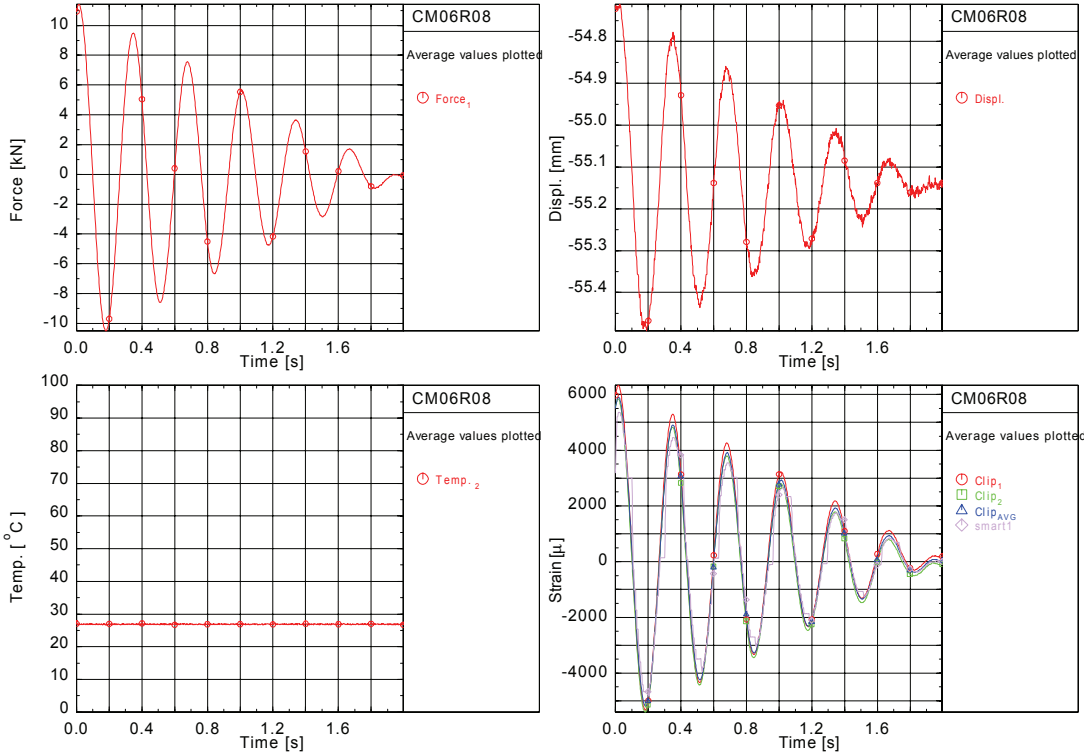 CM06R08
Average values plotted
Force1
Force [kN]
10
8
6
4
2
0
-2
-4
-6
-8
-10
0.0 0.4 0.8 1.2 1.6
Time [s]
CM06R08
Average values plotted
Displ.
Displ. [mm]
-54.8
-54.9
-55.0
-55.1
-55.2
-55.3
-55.4
0.0 0.4 0.8 1.2 1.6
Time [s]
CM06R08
Average values plotted
Temp.2
Temp. [°C]
100
90
80
70
60
50
40
30
20
10
0
0.0 0.4 0.8 1.2 1.6
Time [s]
CM06R08
Average values plotted
Clip1
Clip2
ClipAVG
smart1
Strain [μ]
6000
4000
2000
0
-2000
-4000
0.0 0.4 0.8 1.2 1.6
Time [s]